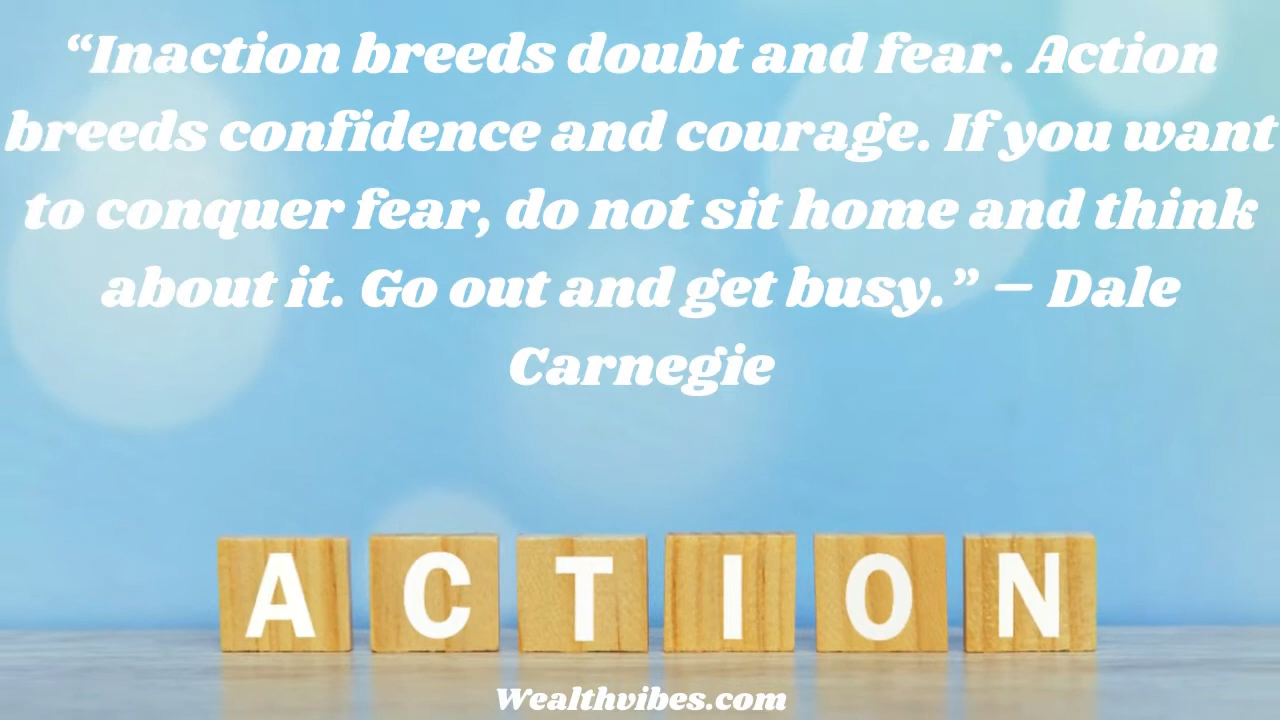 “Inaction breeds doubt and fear. Action
breeds confidence and courage. If you want
to conquer fear, do not sit home and think
about it. Go out and get busy.” – Dale
Carnegie
ACTION
Wealthvibes.com